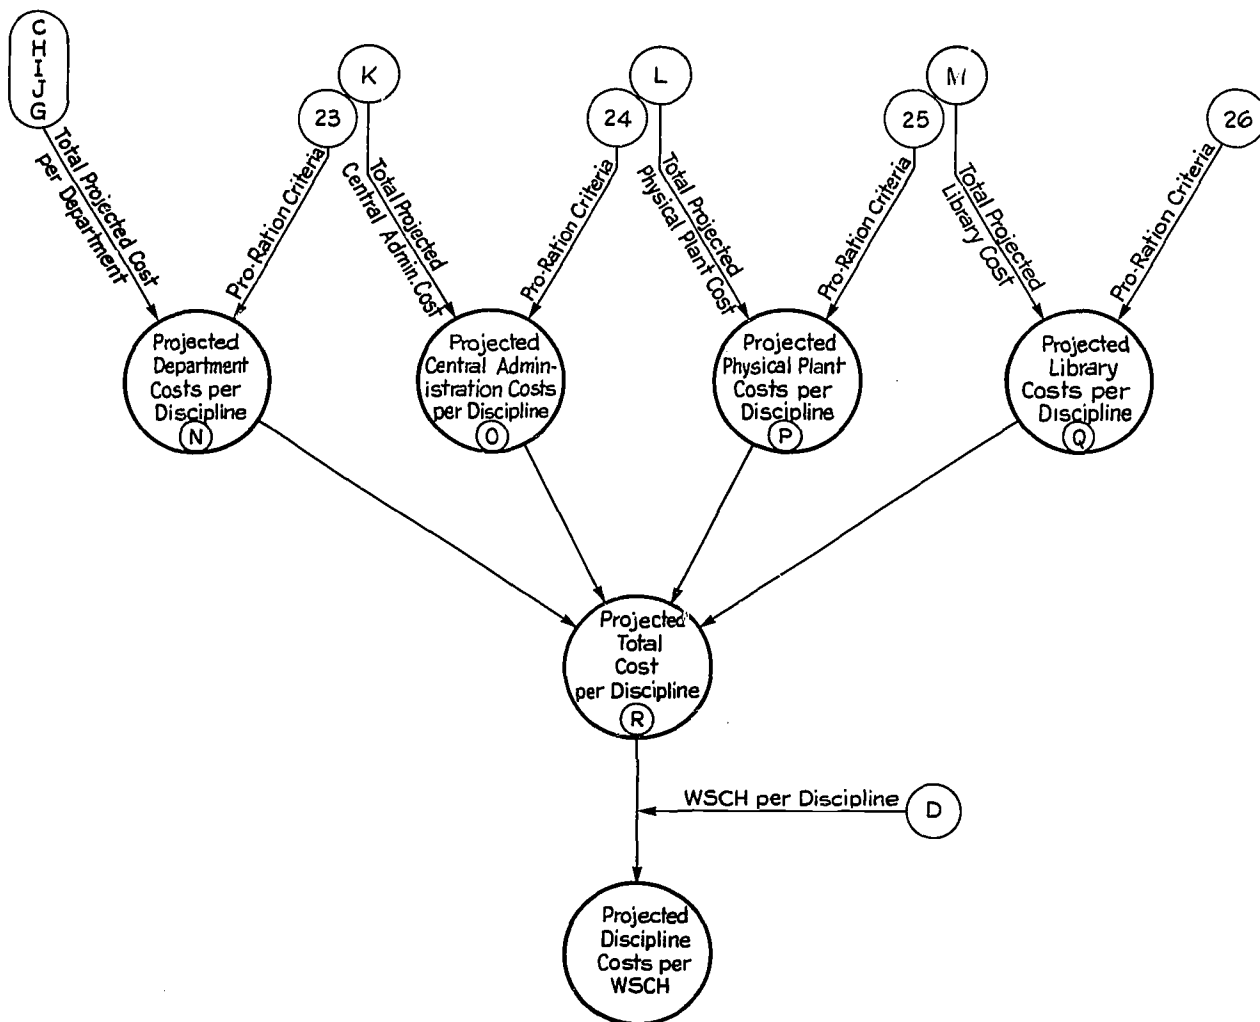 C
H
I
J
G
K
L
M
23
24
25
26
Total Projected Cost
per Department
Pro-Ration Criteria
Total Projected
Central Admin. Cost
Pro-Ration Criteria
Total Projected
Physical Plant Cost
Pro-Ration Criteria
Total Projected
Library Cost
Pro-Ration Criteria
Projected
Department
Costs per
Discipline
N
Projected
Central Admin-
istration Costs
per Discipline
O
Projected
Physical Plant
Costs per
Discipline
P
Projected
Library
Costs per
Discipline
Q
Projected
Total
Cost
per Discipline
R
WSCH per Discipline
D
Projected
Discipline
Costs per
WSCH